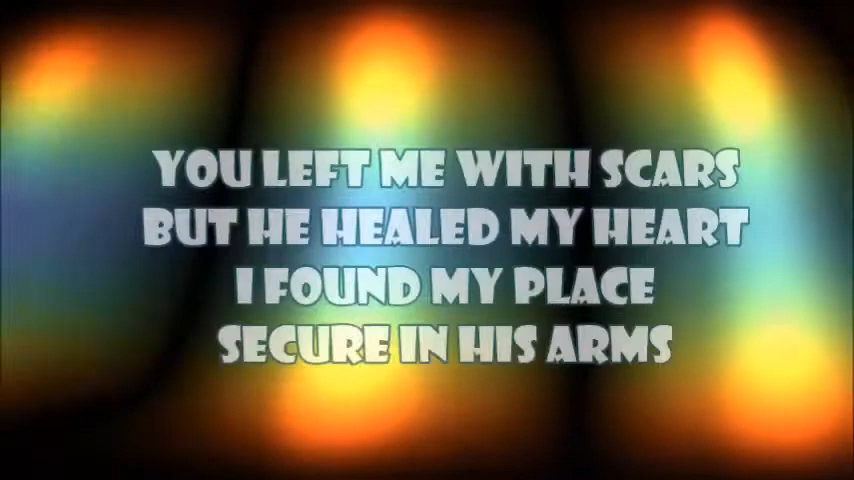 YOU LEFT ME WITH SCARS
BUT HE HEALED MY HEART
I FOUND MY PLACE
SECURE IN HIS ARMS